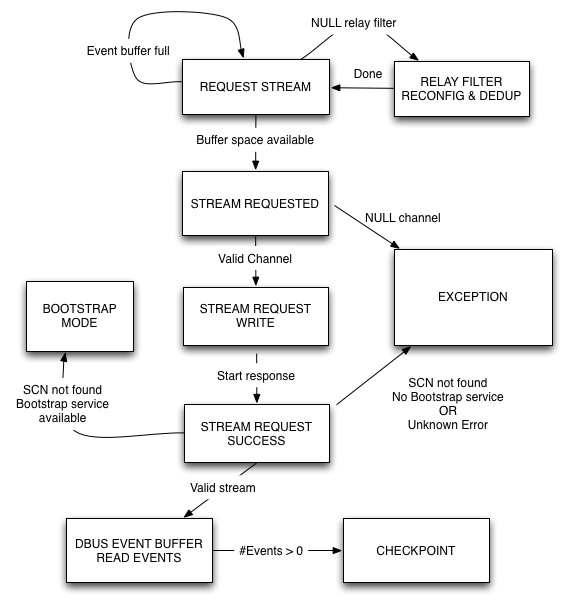 NULL relay filter
Event buffer full
REQUEST STREAM
Done
RELAY FILTER
RECONFIG & DEDUP
Buffer space available
STREAM REQUESTED
NULL channel
Valid Channel
EXCEPTION
BOOTSTRAP
MODE
STREAM REQUEST
WRITE
Start response
SCN not found
Bootstrap service
available
SCN not found
No Bootstrap service
OR
Unknown Error
STREAM REQUEST
SUCCESS
Valid stream
DBUS EVENT BUFFER
READ EVENTS
#Events > 0
CHECKPOINT